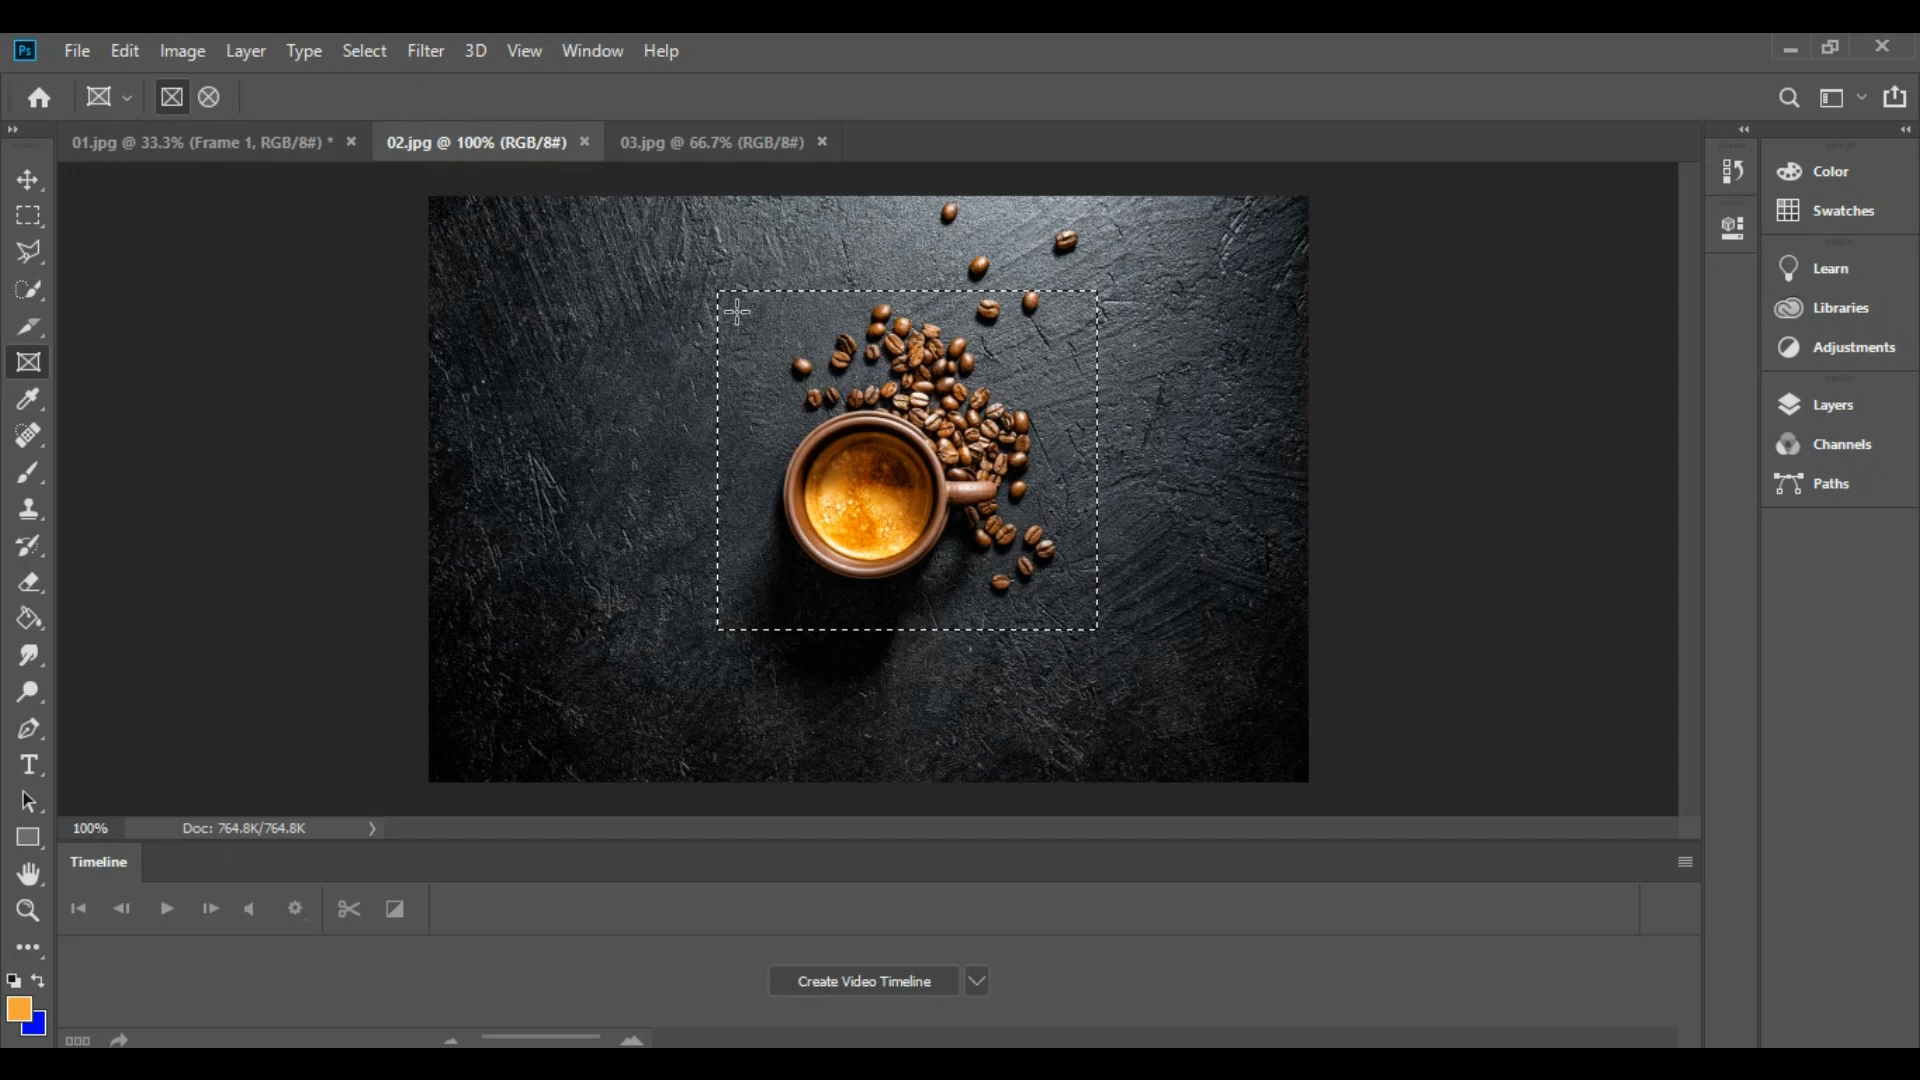 Ps File Edit Image Layer Type Select Filter 3D View Window Help
01.jpg @ 33.3% (Frame 1, RGB/8#) * × 02.jpg @ 100% (RGB/8#) × 03.jpg @ 66.7% (RGB/8#) ×
Color
Swatches
Learn
Libraries
Adjustments
Layers
Channels
Paths
T
100% Doc: 764.8K/764.8K
Timeline
Create Video Timeline